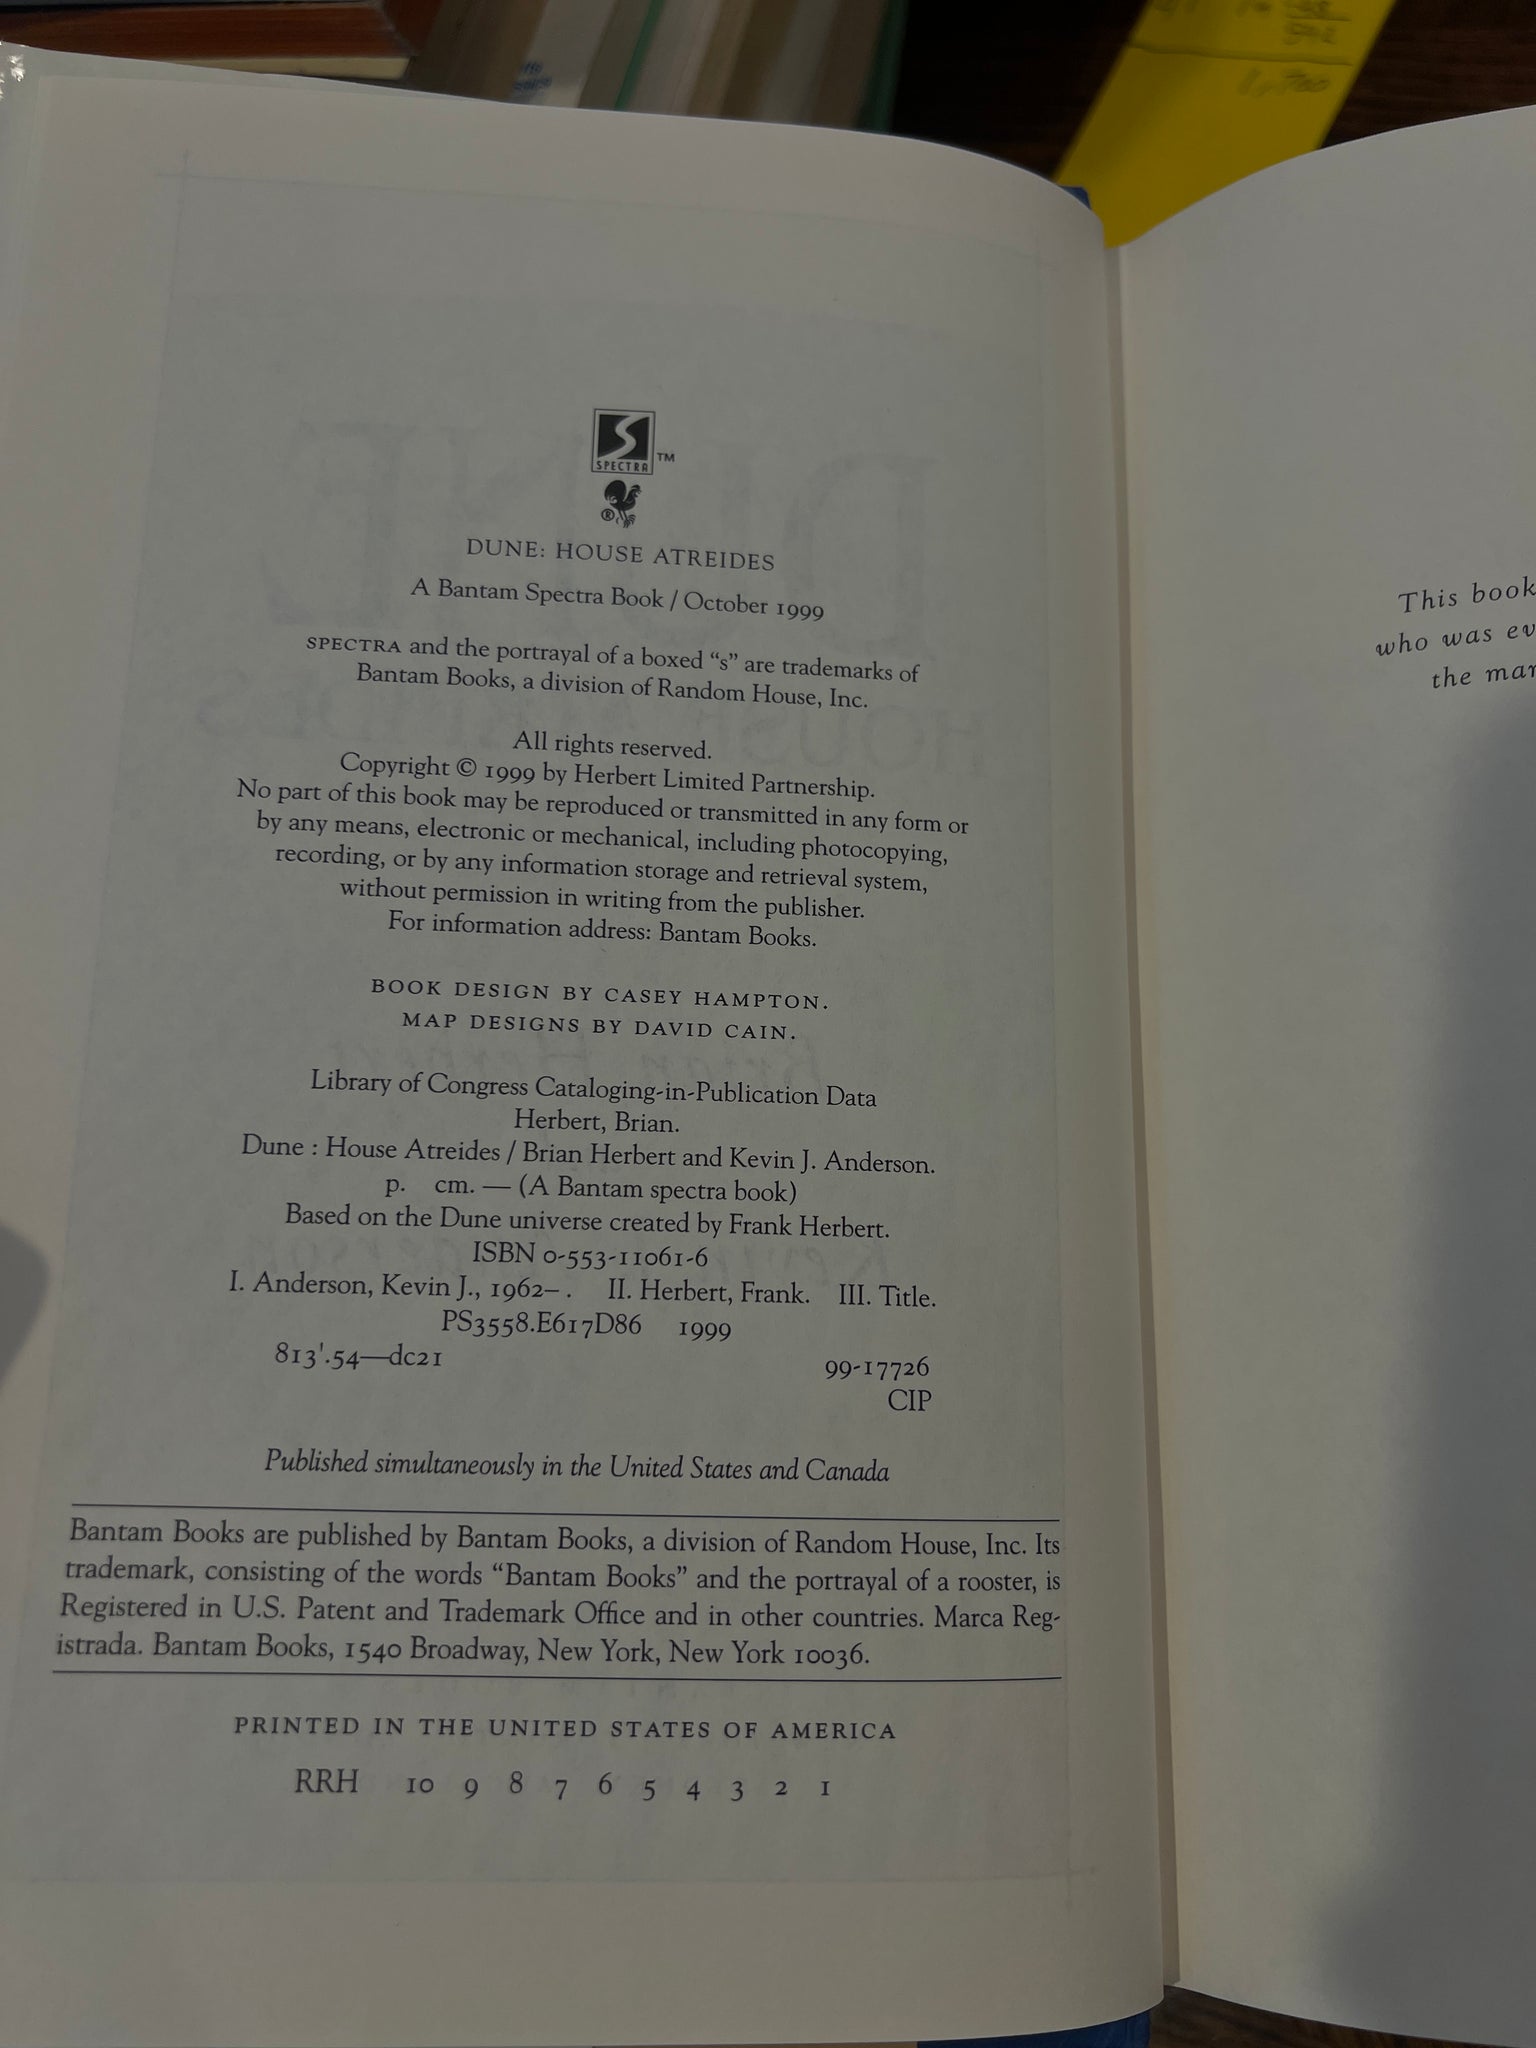 SPECTRA
TM
®
DUNE: HOUSE ATREIDES
A Bantam Spectra Book / October 1999
SPECTRA and the portrayal of a boxed “s” are trademarks of
Bantam Books, a division of Random House, Inc.
All rights reserved.
Copyright © 1999 by Herbert Limited Partnership.
No part of this book may be reproduced or transmitted in any form or
by any means, electronic or mechanical, including photocopying,
recording, or by any information storage and retrieval system,
without permission in writing from the publisher.
For information address: Bantam Books.
BOOK DESIGN BY CASEY HAMPTON.
MAP DESIGNS BY DAVID CAIN.
Library of Congress Cataloging-in-Publication Data
Herbert, Brian.
Dune : House Atreides / Brian Herbert and Kevin J. Anderson.
p. cm. — (A Bantam spectra book)
Based on the Dune universe created by Frank Herbert.
ISBN 0-553-11061-6
I. Anderson, Kevin J., 1962– . II. Herbert, Frank. III. Title.
PS3558.E617D86 1999
813'.54—dc21 99-17726
CIP
Published simultaneously in the United States and Canada
Bantam Books are published by Bantam Books, a division of Random House, Inc. Its
trademark, consisting of the words “Bantam Books” and the portrayal of a rooster, is
Registered in U.S. Patent and Trademark Office and in other countries. Marca Reg-
istrada. Bantam Books, 1540 Broadway, New York, New York 10036.
PRINTED IN THE UNITED STATES OF AMERICA
RRH 10 9 8 7 6 5 4 3 2 1
This book
who was ev
the mar